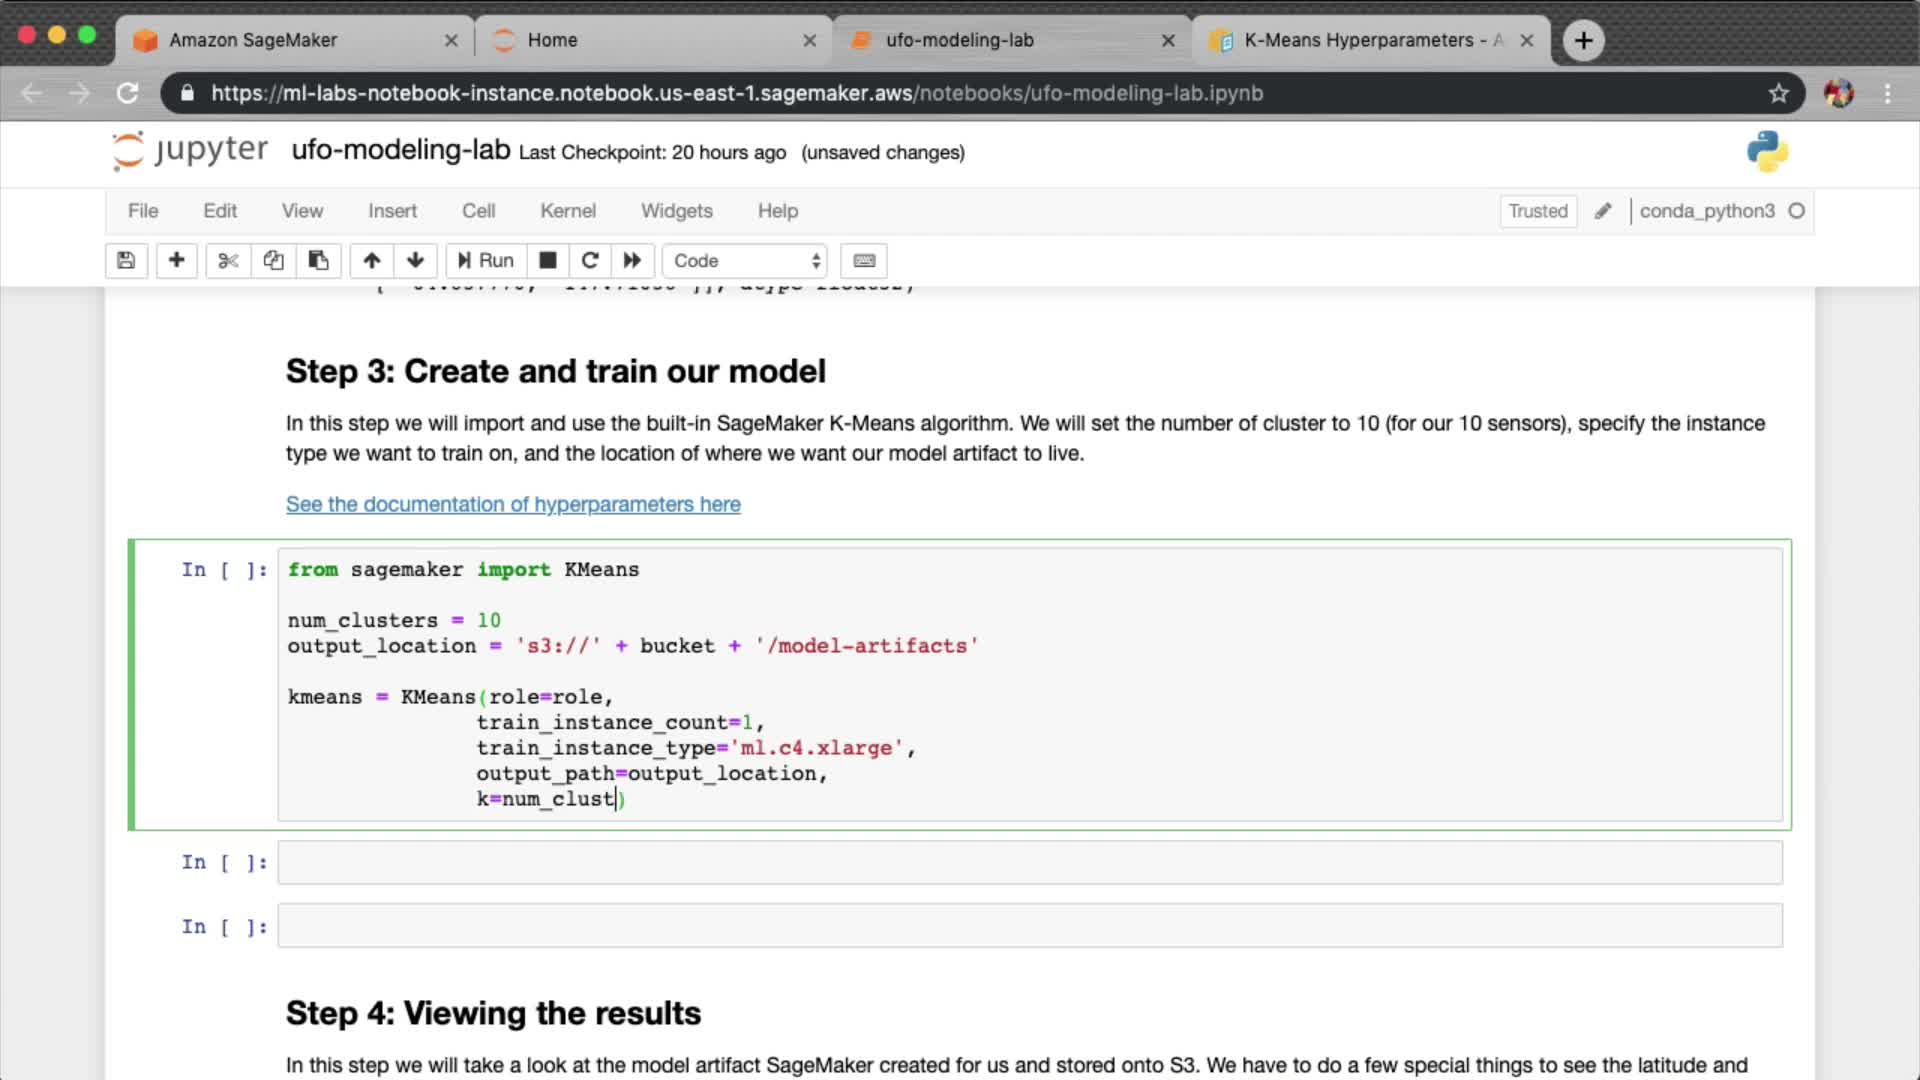 Amazon SageMaker
Home
ufo-modeling-lab
K-Means Hyperparameters - A
https://ml-labs-notebook-instance.notebook.us-east-1.sagemaker.aws/notebooks/ufo-modeling-lab.ipynb
jupyter ufo-modeling-lab Last Checkpoint: 20 hours ago (unsaved changes)
File Edit View Insert Cell Kernel Widgets Help Trusted conda_python3
Run Code
Step 3: Create and train our model
In this step we will import and use the built-in SageMaker K-Means algorithm. We will set the number of cluster to 10 (for our 10 sensors), specify the instance
type we want to train on, and the location of where we want our model artifact to live.
See the documentation of hyperparameters here
In [ ]: from sagemaker import KMeans
num_clusters = 10
output_location = 's3://' + bucket + '/model-artifacts'
kmeans = KMeans(role=role,
train_instance_count=1,
train_instance_type='ml.c4.xlarge',
output_path=output_location,
k=num_clust)
In [ ]:
In [ ]:
Step 4: Viewing the results
In this step we will take a look at the model artifact SageMaker created for us and stored onto S3. We have to do a few special things to see the latitude and